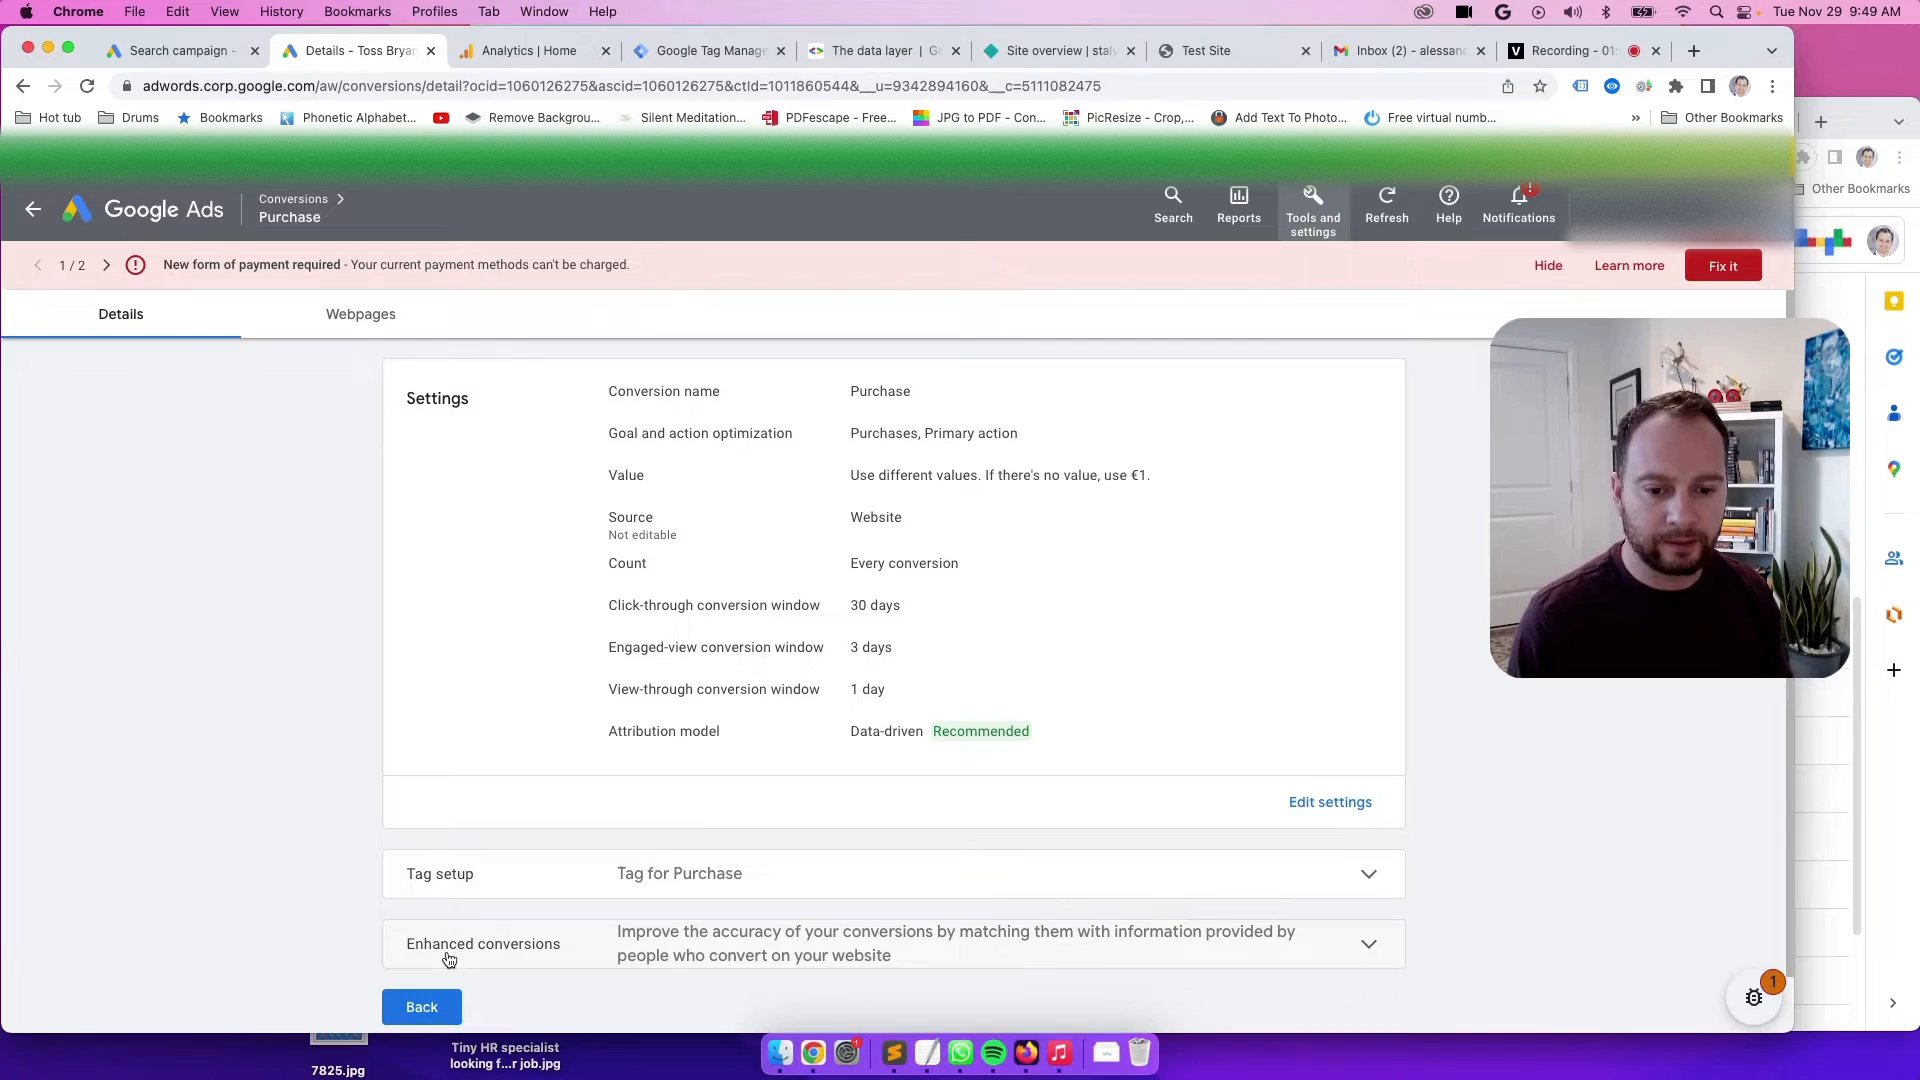 Chrome File Edit View History Bookmarks Profiles Tab Window Help
Tue Nov 29 9:49 AM
Search campaign -
Details - Toss Brya
Analytics | Home
Google Tag Manage
The data layer | G
Site overview | stal
Test Site
Inbox (2) - alessan
Recording - 01:
adwords.corp.google.com/aw/conversions/detail?ocid=1060126275&ascid=1060126275&ctId=1011860544&__u=9342894160&__c=5111082475
Hot tub
Drums
Bookmarks
Phonetic Alphabet...
Remove Backgrou...
Silent Meditation...
PDFescape - Free...
JPG to PDF - Con...
PicResize - Crop,...
Add Text To Photo...
Free virtual numb...
»
Other Bookmarks
Other Bookmarks
Google Ads
Conversions
Purchase
Search
Reports
Tools and
settings
Refresh
Help
Notifications
1 / 2
New form of payment required - Your current payment methods can't be charged.
Hide
Learn more
Fix it
Details
Webpages
Settings
Conversion name Purchase
Goal and action optimization Purchases, Primary action
Value Use different values. If there's no value, use €1.
Source Website
Not editable
Count Every conversion
Click-through conversion window 30 days
Engaged-view conversion window 3 days
View-through conversion window 1 day
Attribution model Data-driven Recommended
Edit settings
Tag setup Tag for Purchase
Enhanced conversions
Improve the accuracy of your conversions by matching them with information provided by
people who convert on your website
1
Back
7825.jpg
Tiny HR specialist
looking f...r job.jpg